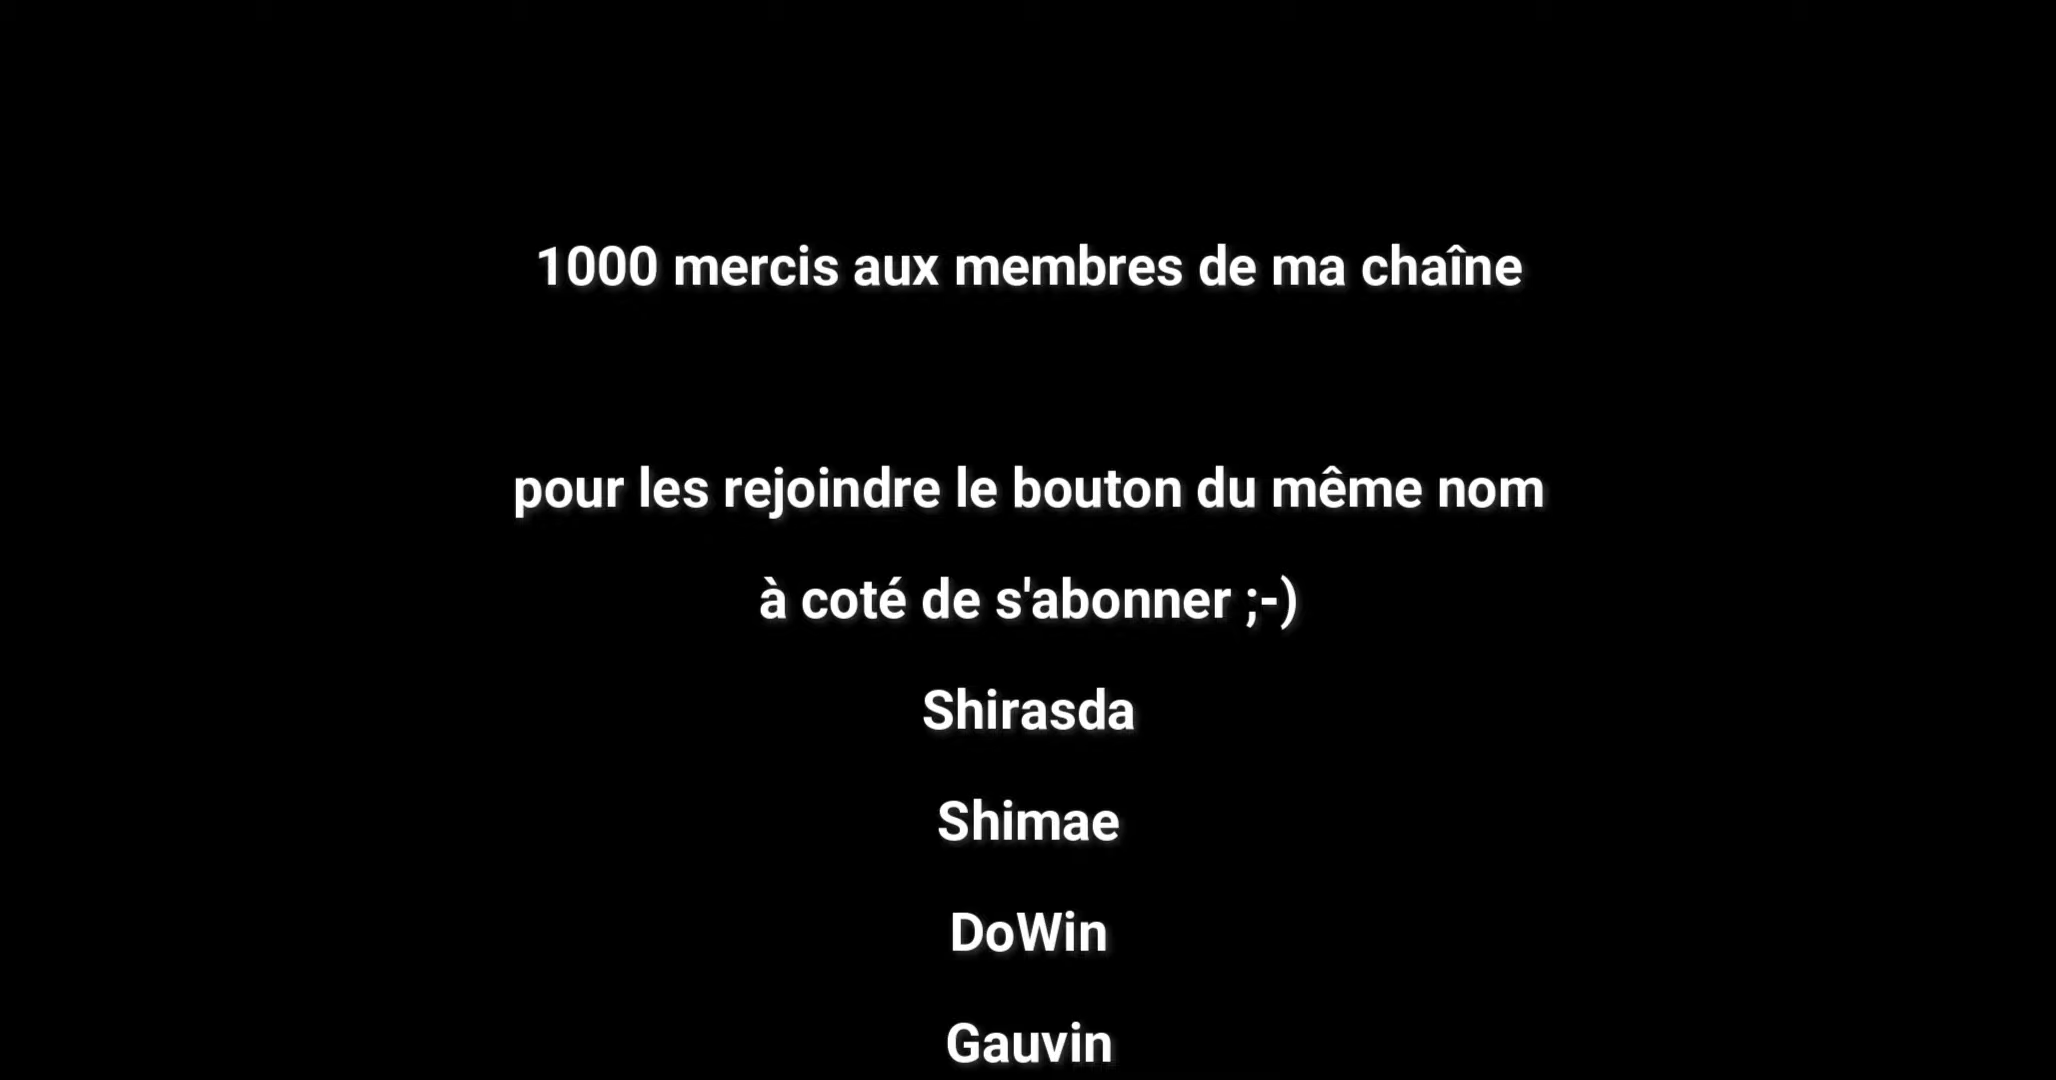 1000 mercis aux membres de ma chaîne
pour les rejoindre le bouton du même nom
à coté de s'abonner ;-)
Shirasda
Shimae
DoWin
Gauvin